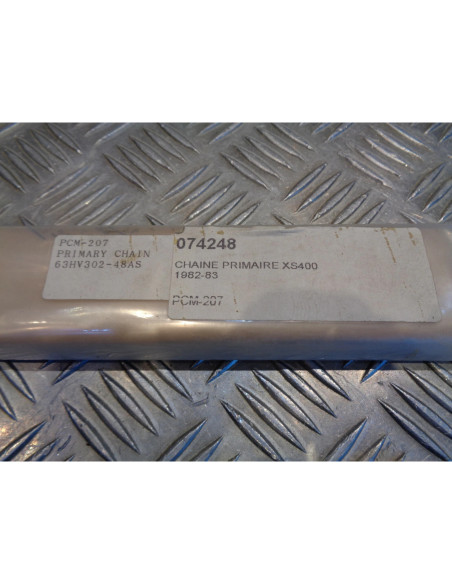 PCM-207
PRIMARY CHAIN
63HV302-48AS
074248
CHAINE PRIMAIRE XS400
1982-83
PCM-207